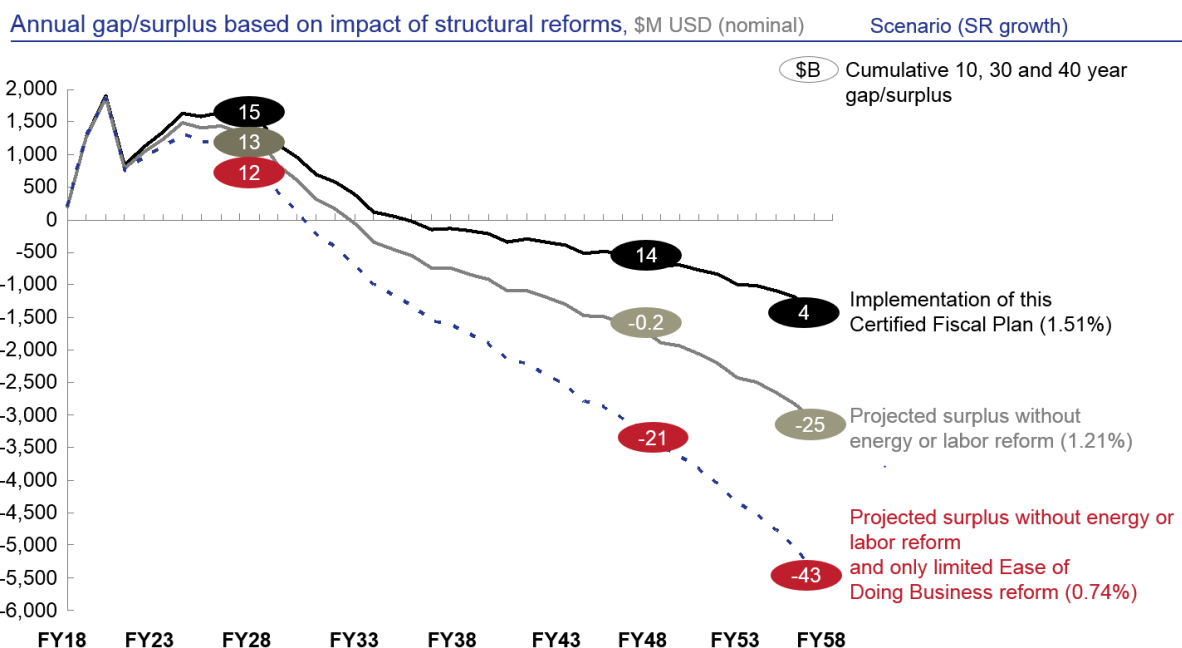 Annual gap/surplus based on impact of structural reforms, $M USD (nominal)
Scenario (SR growth)
$B
Cumulative 10, 30 and 40 year
gap/surplus
2,000
1,500
1,000
500
0
-500
-1,000
-1,500
-2,000
-2,500
-3,000
-3,500
-4,000
-4,500
-5,000
-5,500
-6,000
15
13
12
14
-0.2
-21
4
-25
-43
Implementation of this
Certified Fiscal Plan (1.51%)
Projected surplus without
energy or labor reform (1.21%)
Projected surplus without energy or
labor reform
and only limited Ease of
Doing Business reform (0.74%)
FY18 FY23 FY28 FY33 FY38 FY43 FY48 FY53 FY58